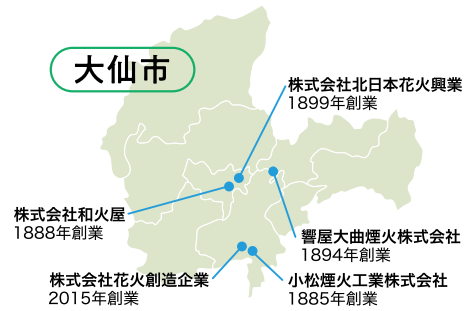 大仙市
株式会社北日本花火興業
1899年創業
株式会社和火屋
1888年創業
響屋大曲煙火株式会社
1894年創業
株式会社花火創造企業
2015年創業
小松煙火工業株式会社
1885年創業